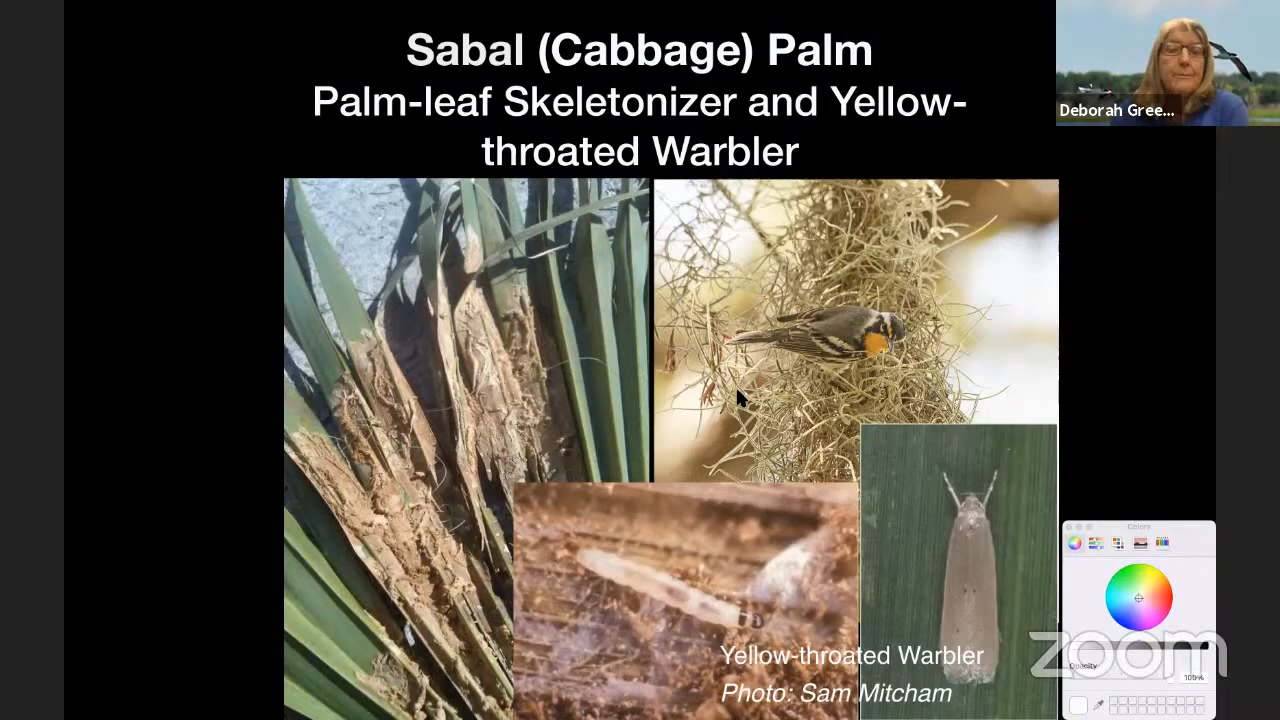 Sabal (Cabbage) Palm
Palm-leaf Skeletonizer and Yellow-
throated Warbler
Deborah Gree...
Colors
Yellow-throated Warbler
Photo: Sam Mitcham
zoom
Opacity
100%